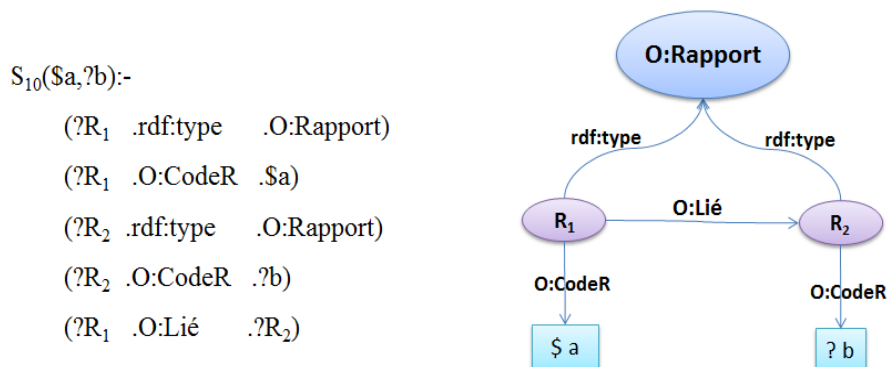 S₁₀($a,?b):-
(?R₁ .rdf:type .O:Rapport)
(?R₁ .O:CodeR .$a)
(?R₂ .rdf:type .O:Rapport)
(?R₂ .O:CodeR .?b)
(?R₁ .O:Lié .?R₂)
O:Rapport
rdf:type rdf:type
O:Lié
R₁ R₂
O:CodeR O:CodeR
$ a ? b